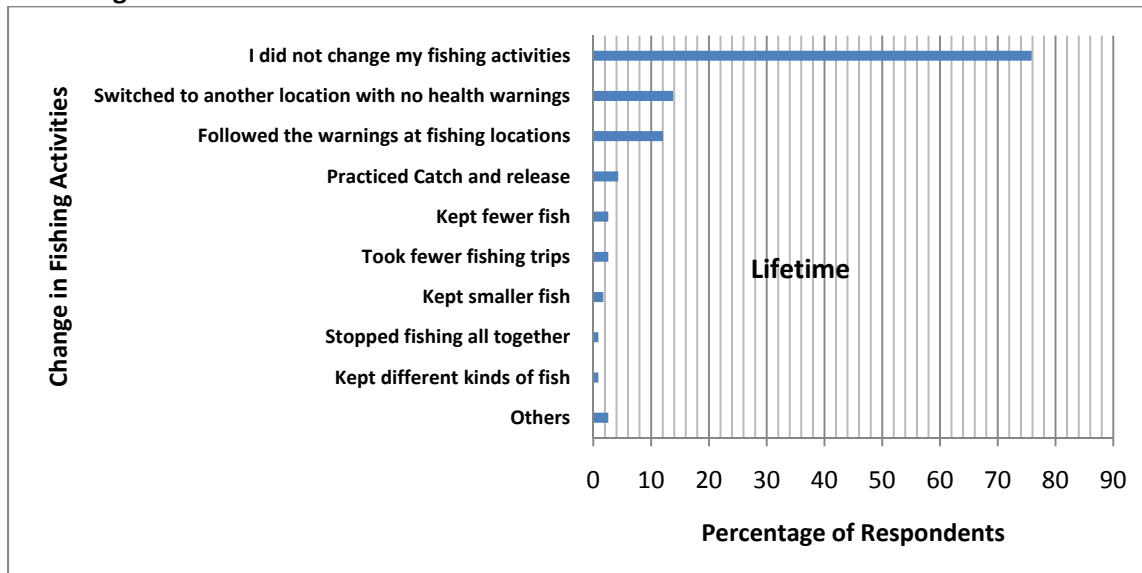 Change in Fishing Activities
I did not change my fishing activities
Switched to another location with no health warnings
Followed the warnings at fishing locations
Practiced Catch and release
Kept fewer fish
Took fewer fishing trips
Kept smaller fish
Stopped fishing all together
Kept different kinds of fish
Others
Lifetime
0 10 20 30 40 50 60 70 80 90
Percentage of Respondents